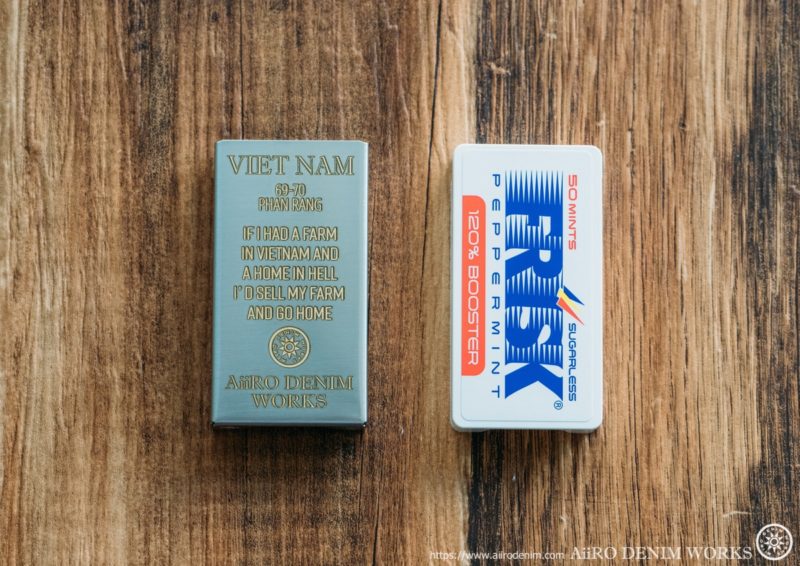 VIET NAM
69-70
PHAN RANG
IF I HAD A FARM
IN VIETNAM AND
A HOME IN HELL
I' D SELL MY FARM
AND GO HOME
AiiRO DENIM
WORKS
50 MINTS
FRISK®
SUGARLESS
PEPPERMINT
120% BOOSTER
https://www.aiirodenim.com AiiRO DENIM WORKS